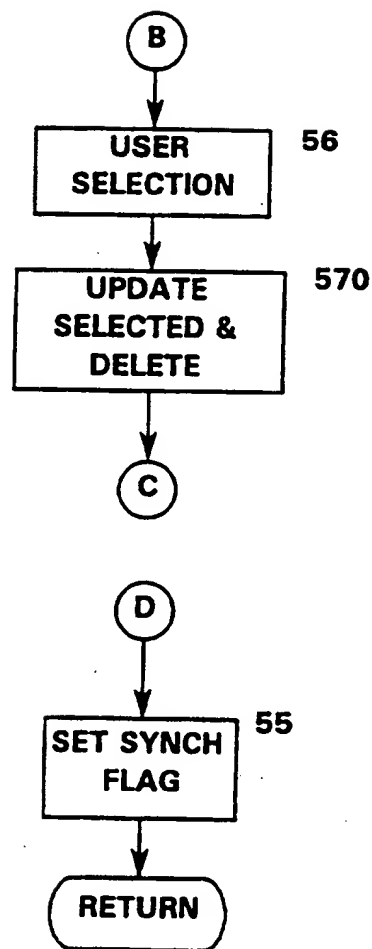 B
USER
SELECTION
56
UPDATE
SELECTED &
DELETE
570
C
D
SET SYNCH
FLAG
55
RETURN